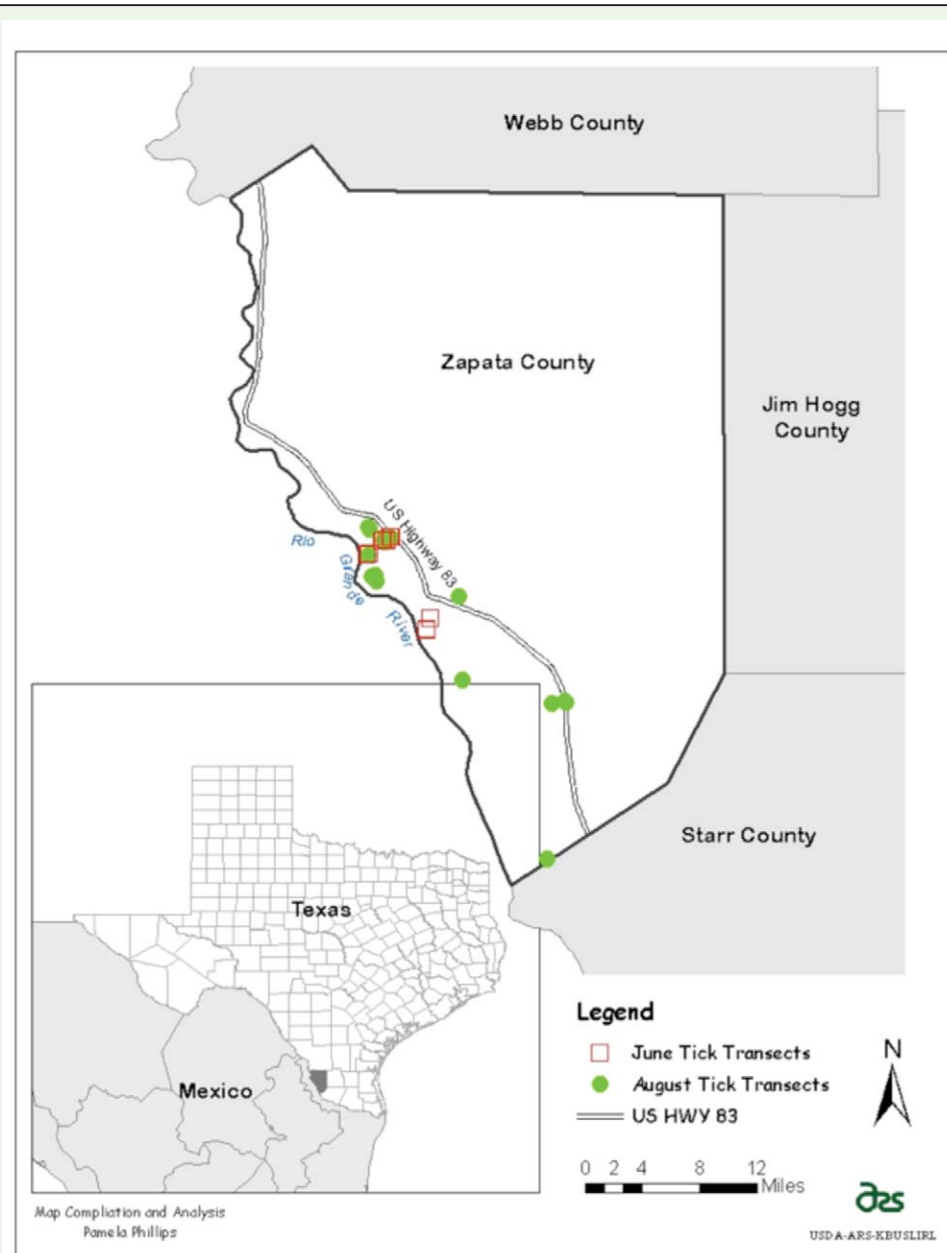 Webb County
Zapata County
Jim Hogg
County
US Highway 83
Rio
Grande
River
Starr County
Texas
Mexico
Legend
June Tick Transects
August Tick Transects
US HWY 83
N
0 2 4 8 12
Miles
Map Compliation and Analysis
Pamela Phillips
ars
USDA-ARS-KBUSLIRL